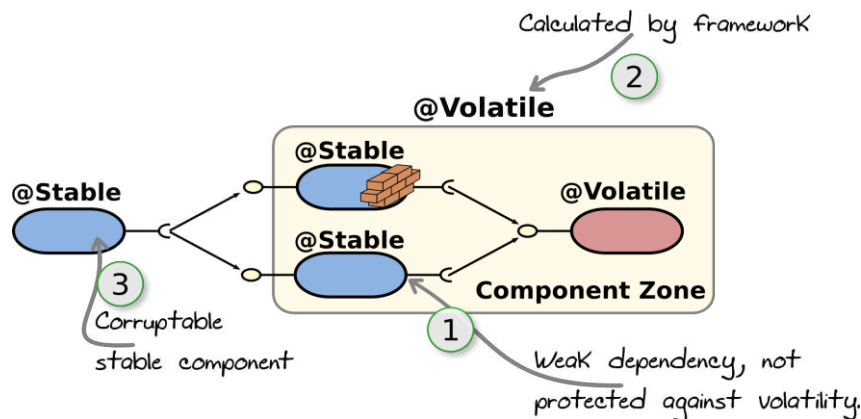 Calculated by framework
2
@Volatile
@Stable
@Stable
@Volatile
@Stable
3
Component Zone
Corruptable
stable component
1
Weak dependency, not
protected against volatility.